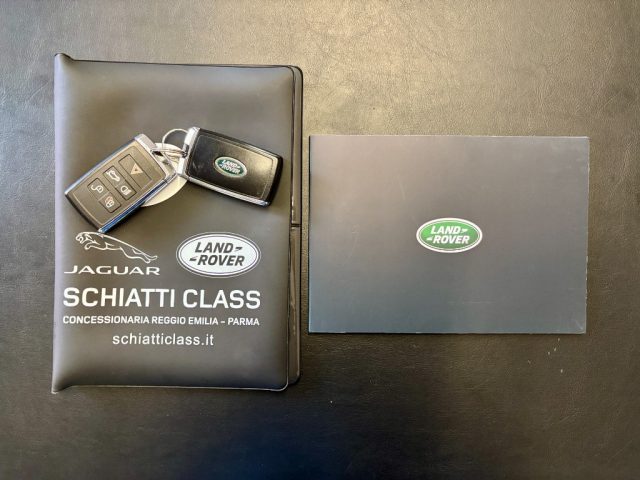 LAND
ROVER
JAGUAR
LAND
ROVER
SCHIATTI CLASS
CONCESSIONARIA REGGIO EMILIA - PARMA
schiatticlass.it
LAND
ROVER